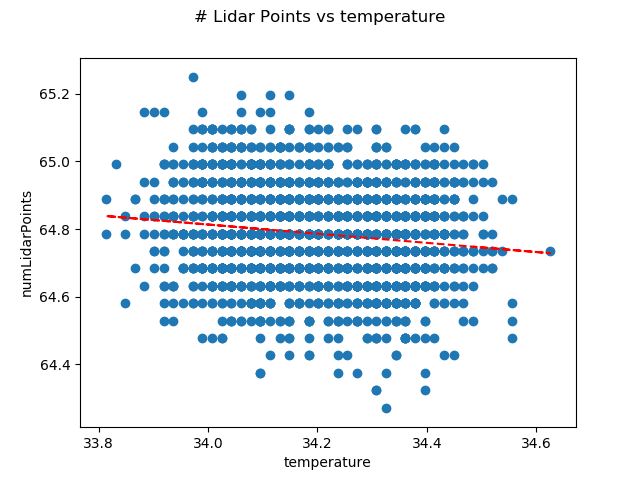 # Lidar Points vs temperature
65.2
65.0
64.8
64.6
64.4
numLidarPoints
33.8 34.0 34.2 34.4 34.6
temperature